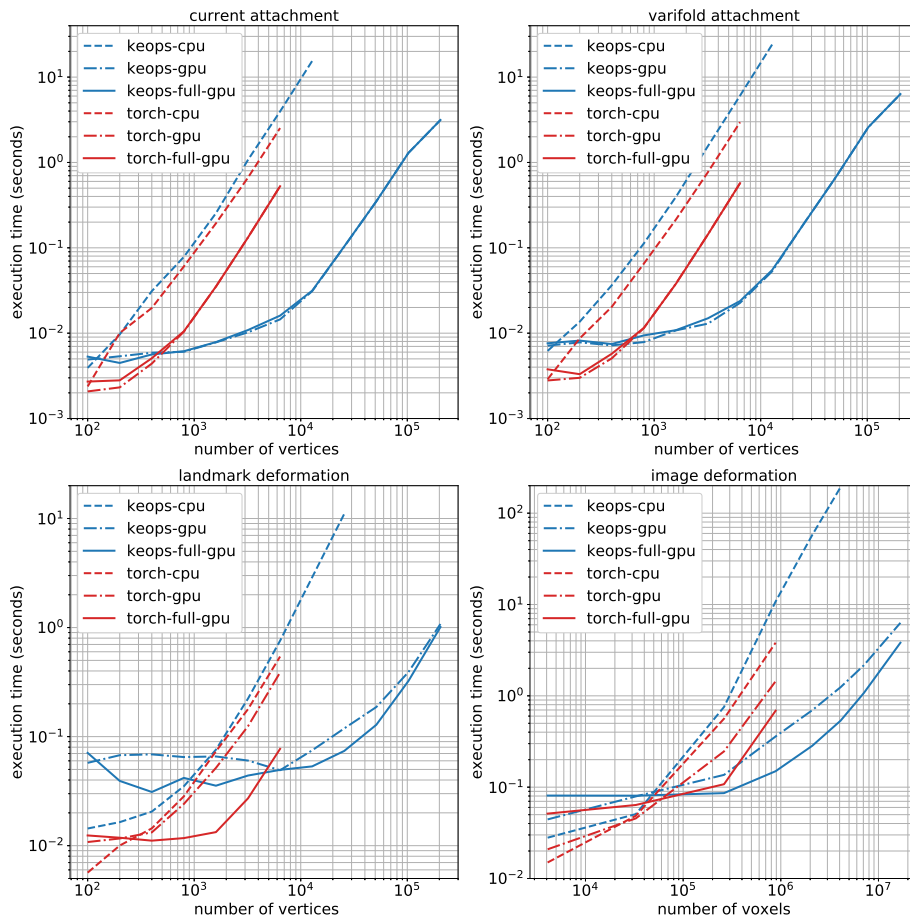 current attachment
keops-cpu
keops-gpu
keops-full-gpu
torch-cpu
torch-gpu
torch-full-gpu
execution time (seconds)
10¹
10⁰
10⁻¹
10⁻²
10⁻³
10² 10³ 10⁴ 10⁵
number of vertices
varifold attachment
keops-cpu
keops-gpu
keops-full-gpu
torch-cpu
torch-gpu
torch-full-gpu
execution time (seconds)
10¹
10⁰
10⁻¹
10⁻²
10⁻³
10² 10³ 10⁴ 10⁵
number of vertices
landmark deformation
keops-cpu
keops-gpu
keops-full-gpu
torch-cpu
torch-gpu
torch-full-gpu
execution time (seconds)
10¹
10⁰
10⁻¹
10⁻²
10² 10³ 10⁴ 10⁵
number of vertices
image deformation
keops-cpu
keops-gpu
keops-full-gpu
torch-cpu
torch-gpu
torch-full-gpu
execution time (seconds)
10²
10¹
10⁰
10⁻¹
10⁻²
10⁴ 10⁵ 10⁶ 10⁷
number of voxels